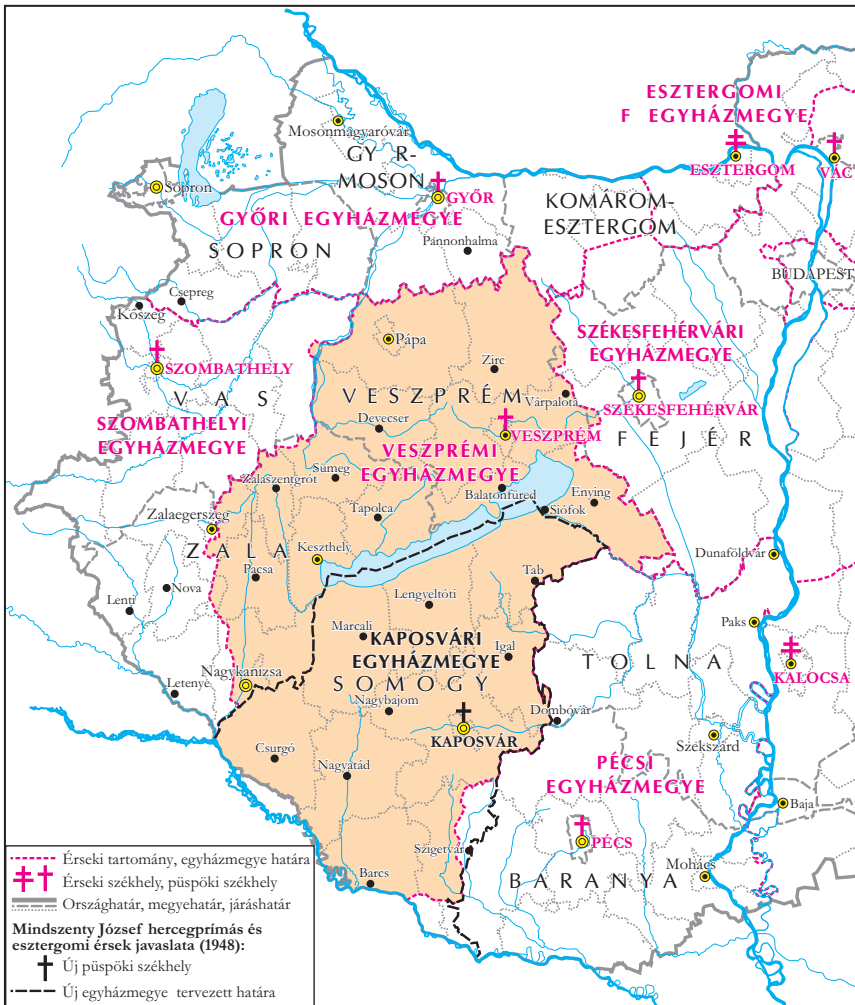 ESZTERGOMI
F EGYHÁZMEGYE
Mosonmagyaróvár
GY R-
MOSON
ESZTERGOM
VÁC
Sopron
GYŐR
GYŐRI EGYHÁZMEGYE
KOMÁROM-
ESZTERGOM
SOPRON
Pannonhalma
BUDAPEST
Csepreg
Kőszeg
SZÉKESFEHÉRVÁRI
EGYHÁZMEGYE
Pápa
Zirc
SZOMBATHELY
VAS
VESZPRÉM
Várpalota
SZÉKESFEHÉRVÁR
Devecser
VESZPRÉM
FEJÉR
SZOMBATHELYI
EGYHÁZMEGYE
VESZPRÉMI
EGYHÁZMEGYE
Sümeg
Zalaszentgrót
Balatonfüred
Enying
Tapolca
Siófok
Zalaegerszeg
ZALA
Keszthely
Dunaföldvár
Pacsa
Tab
Nova
Lengyeltóti
Lenti
Paks
Marcali
KAPOSVÁRI
EGYHÁZMEGYE
Igal
TOLNA
KALOCSA
SOMOGY
Letenye
Nagykanizsa
Nagybajom
Dombóvár
KAPOSVÁR
Szekszárd
Csurgó
Nagyatád
PÉCSI
EGYHÁZMEGYE
Baja
PÉCS
Szigetvár
Mohács
Barcs
BARANYA
Érseki tartomány, egyházmegye határa
Érseki székhely, püspöki székhely
Országhatár, megyehatár, járáshatár
Mindszenty József hercegprímás és
esztergomi érsek javaslata (1948):
Új püspöki székhely
Új egyházmegye tervezett határa